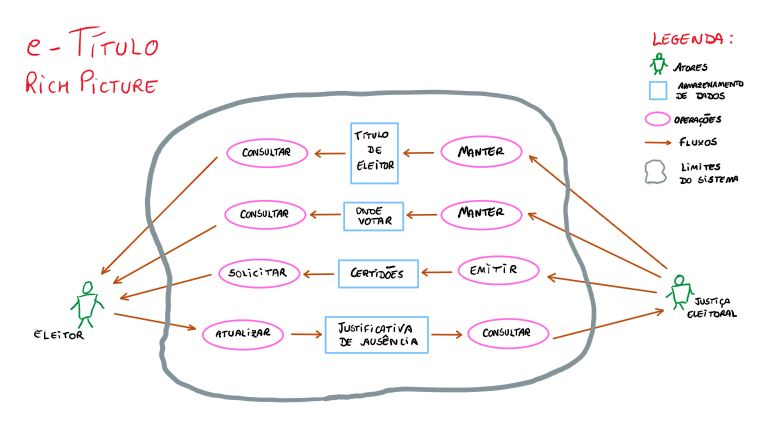 e-Título
Rich Picture
LEGENDA:
ATORES
ARMAZENAMENTO
DE DADOS
OPERAÇÕES
FLUXOS
LIMITES
DO SISTEMA
CONSULTAR
TÍTULO
DE
ELEITOR
MANTER
CONSULTAR
ONDE
VOTAR
MANTER
SOLICITAR
CERTIDÕES
EMITIR
ATUALIZAR
JUSTIFICATIVA
DE AUSÊNCIA
CONSULTAR
ELEITOR
JUSTIÇA
ELEITORAL